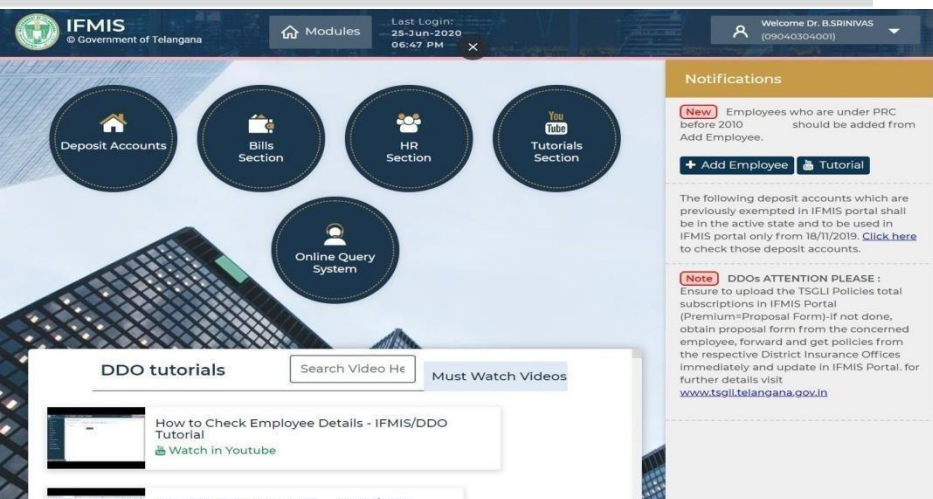 IFMIS
© Government of Telangana
Modules
Last Login:
25-Jun-2020
06:47 PM
Welcome Dr. B.SRINIVAS
(09040304001)
Deposit Accounts
Bills
Section
HR
Section
You
Tube
Tutorials
Section
Online Query
System
Notifications
New Employees who are under PRC
before 2010 should be added from
Add Employee.
+ Add Employee Tutorial
The following deposit accounts which are
previously exempted in IFMIS portal shall
be in the active state and to be used in
IFMIS portal only from 18/11/2019. Click here
to check those deposit accounts.
Note DDOs ATTENTION PLEASE :
Ensure to upload the TSGLI Policies total
subscriptions in IFMIS Portal
(Premium=Proposal Form)-if not done,
obtain proposal form from the concerned
employee, forward and get policies from
the respective District Insurance Offices
immediately and update in IFMIS Portal. for
further details visit
www.tsgli.telangana.gov.in
DDO tutorials
Search Video He
Must Watch Videos
How to Check Employee Details - IFMIS/DDO
Tutorial
Watch in Youtube